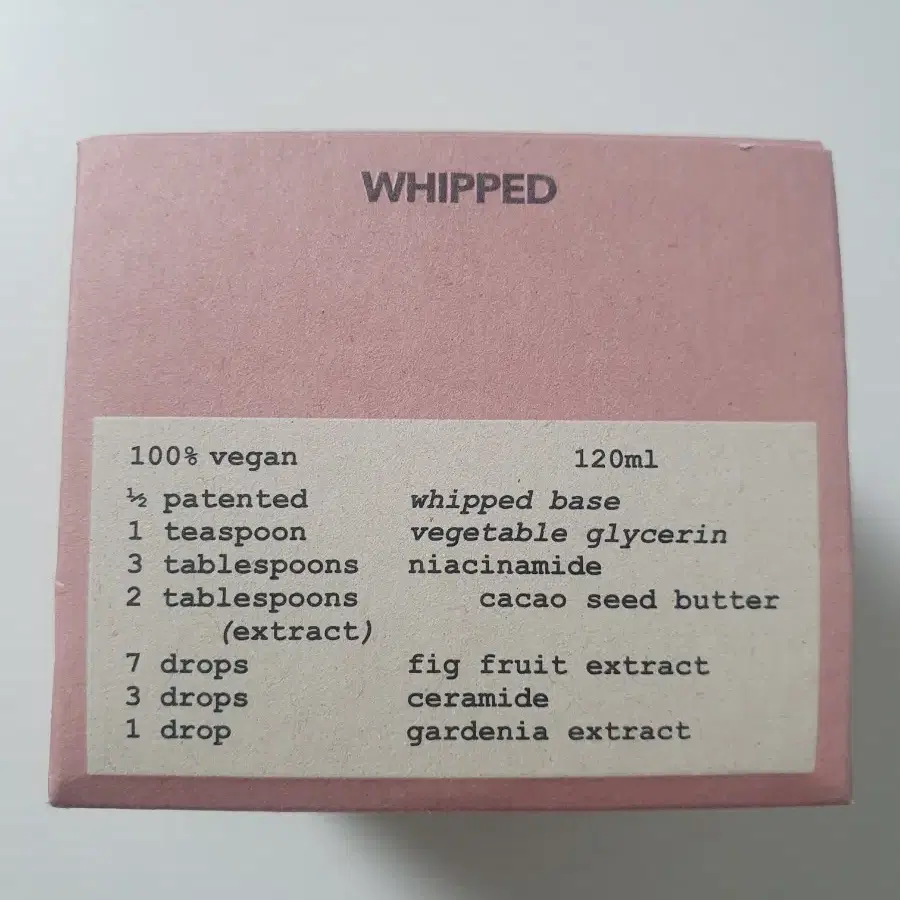 WHIPPED
100% vegan 120ml
½ patented whipped base
1 teaspoon vegetable glycerin
3 tablespoons niacinamide
2 tablespoons cacao seed butter
(extract)
7 drops fig fruit extract
3 drops ceramide
1 drop gardenia extract